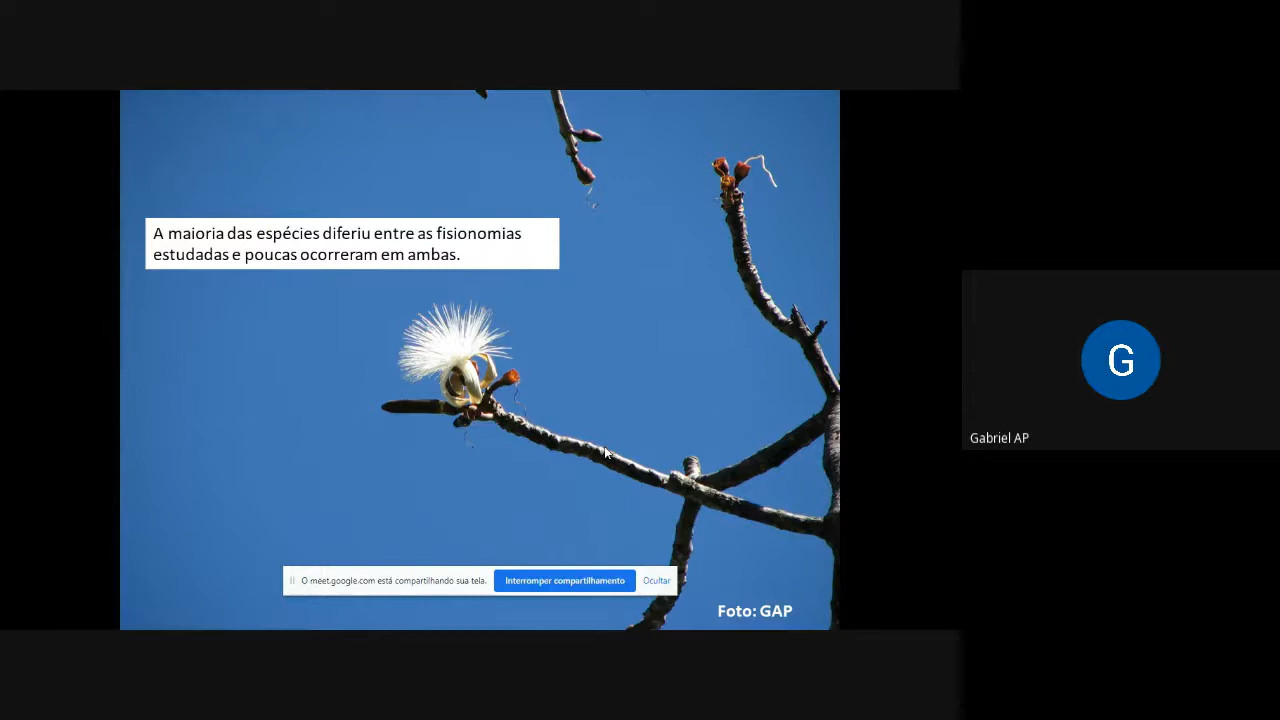 A maioria das espécies diferiu entre as fisionomias
estudadas e poucas ocorreram em ambas.
G
Gabriel AP
O meet.google.com está compartilhando sua tela.
Interromper compartilhamento
Ocultar
Foto: GAP